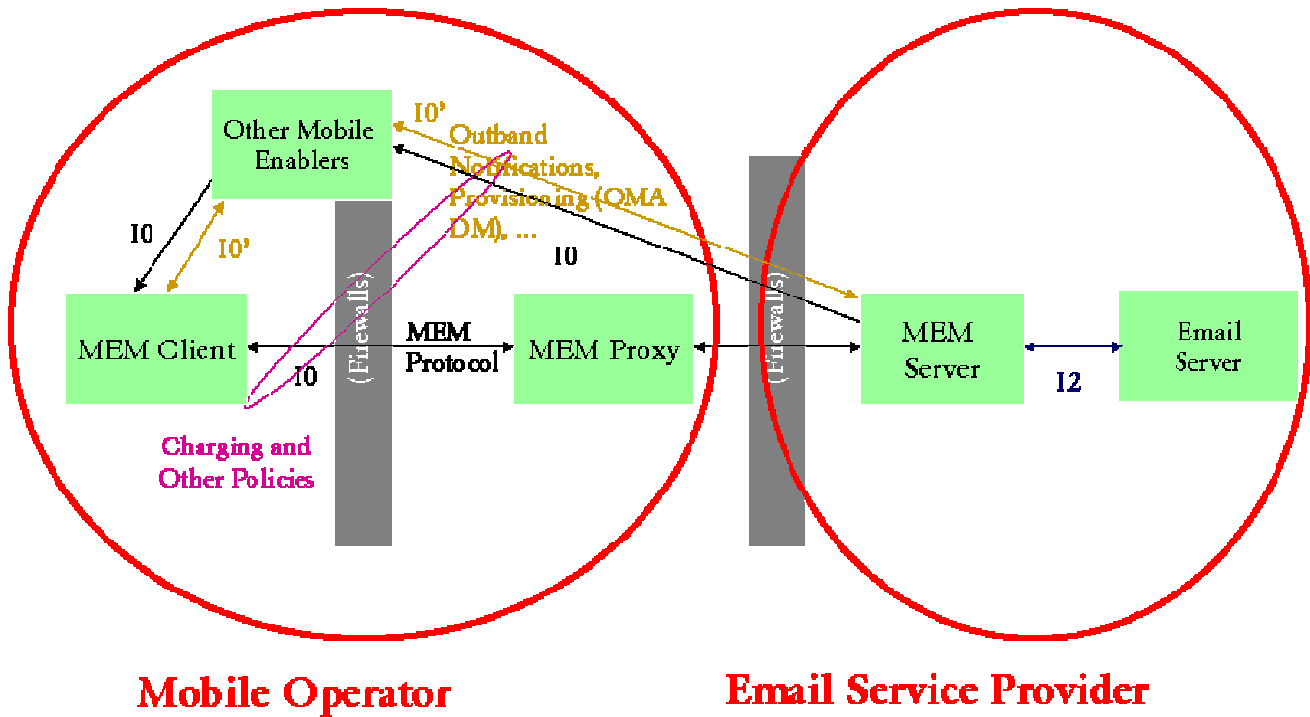 Other Mobile
Enablers
I0'
Outband
Notifications,
Provisioning (OMA
DM), ...
I0
I0'
I0
(Firewalls)
(Firewalls)
MEM Client
I0
MEM
Protocol
MEM Proxy
MEM
Server
I2
Email
Server
Charging and
Other Policies
Mobile Operator
Email Service Provider